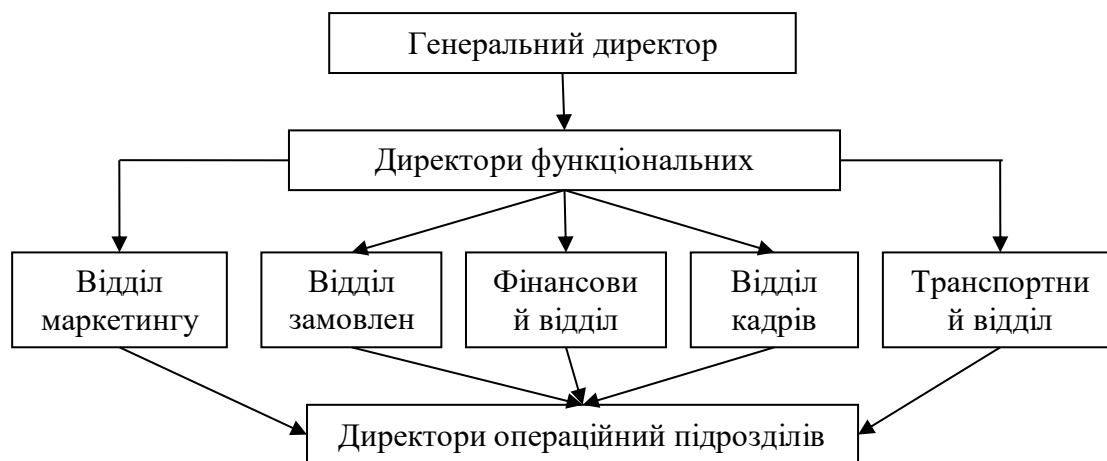 Генеральний директор
Директори функціональних
Відділ
маркетингу
Відділ
замовлен
Фінансови
й відділ
Відділ
кадрів
Транспортни
й відділ
Директори операційний підрозділів